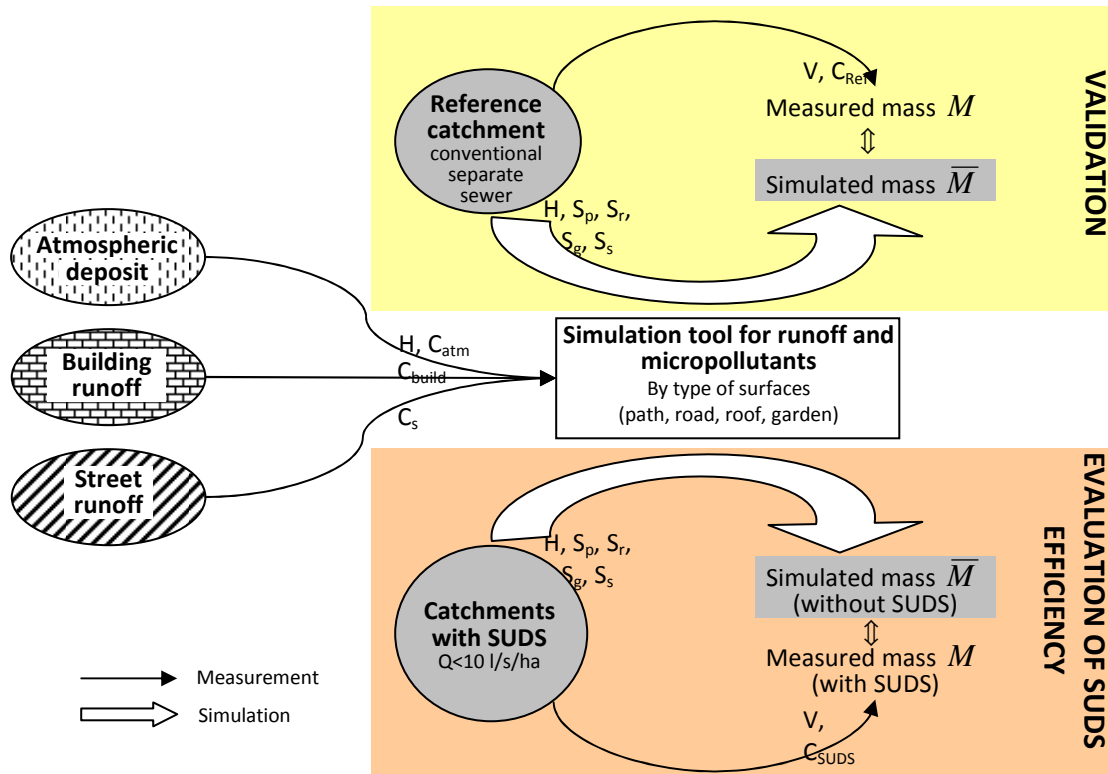 VALIDATION
V, C_Ref
Measured mass M
⇕
Simulated mass M̅
Reference
catchment
conventional
separate
sewer
H, S_p, S_r,
S_g, S_s
Atmospheric
deposit
Building
runoff
Street
runoff
H, C_atm
C_build
C_s
Simulation tool for runoff and
micropollutants
By type of surfaces
(path, road, roof, garden)
EVALUATION OF SUDS
EFFICIENCY
H, S_p, S_r,
S_g, S_s
Catchments
with SUDS
Q<10 l/s/ha
Simulated mass M̅
(without SUDS)
⇕
Measured mass M
(with SUDS)
V,
C_SUDS
Measurement
Simulation